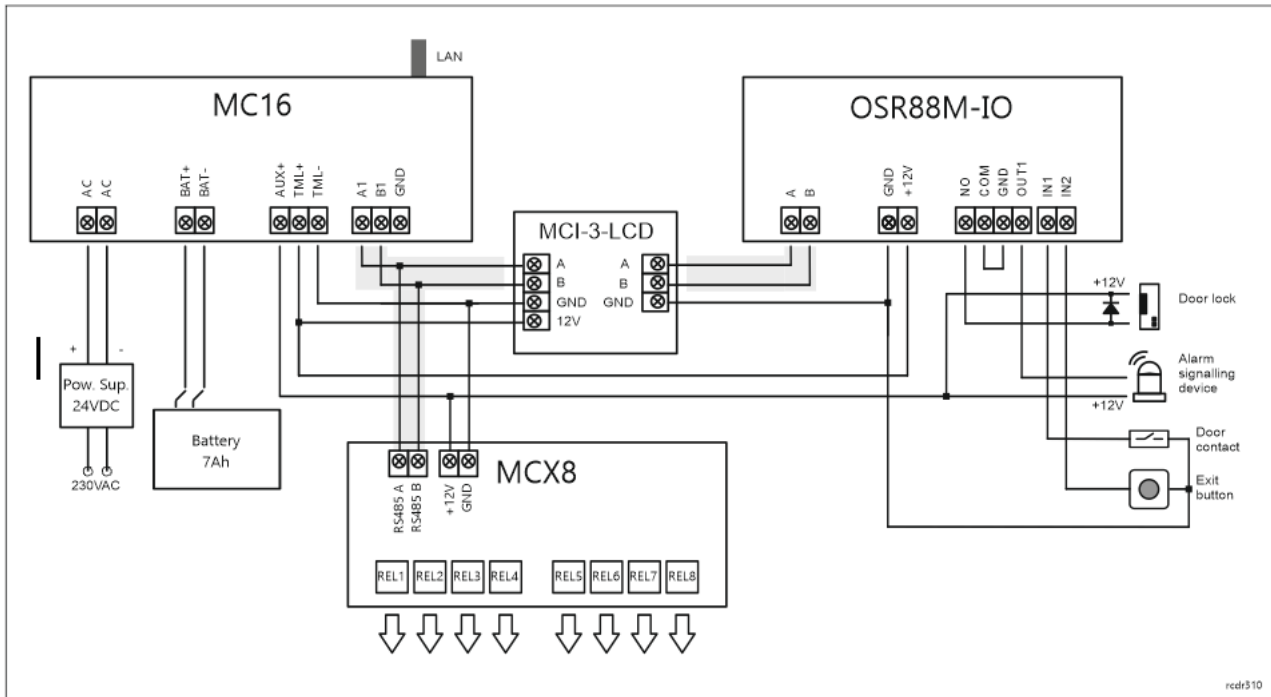 LAN
MC16
OSR88M-IO
AC
AC
BAT+
BAT-
AUX+
TML+
TML-
A1
B1
GND
A
B
GND
+12V
NO
COM
GND
OUT1
IN1
IN2
MCI-3-LCD
A
B
GND
12V
A
B
GND
+12V
Door lock
+ -
Pow. Sup.
24VDC
230VAC
Battery
7Ah
Alarm
signalling
device
+12V
Door
contact
Exit
button
MCX8
RS485 A
RS485 B
+12V
GND
REL1 REL2 REL3 REL4 REL5 REL6 REL7 REL8
rcdr310